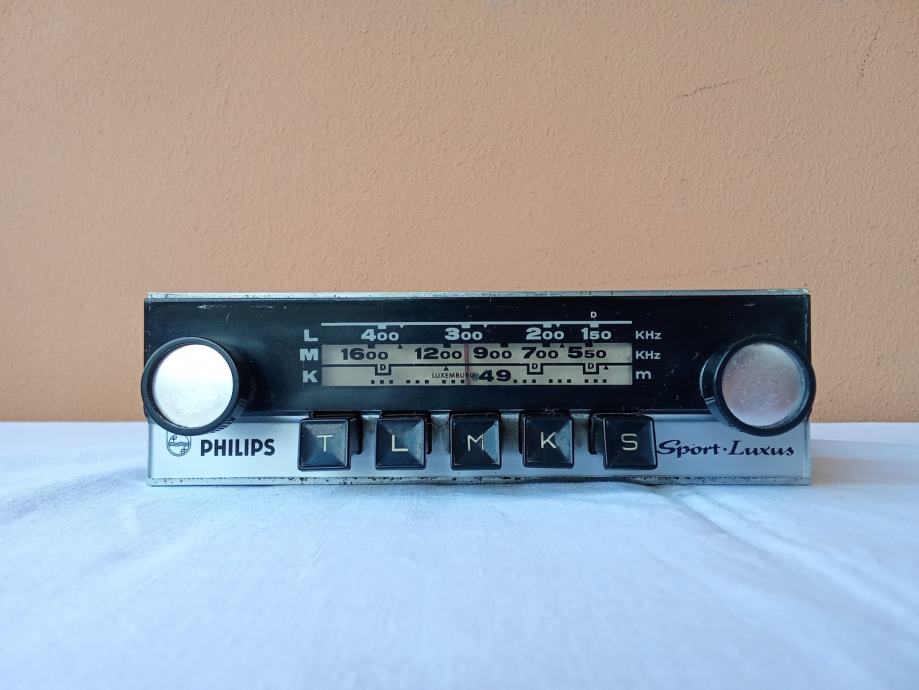 D
L 400 300 200 150 KHz
M 1600 1200 900 700 550 KHz
D D D
K LUXEMBURG 49 m
PHILIPS T L M K S Sport·Luxus